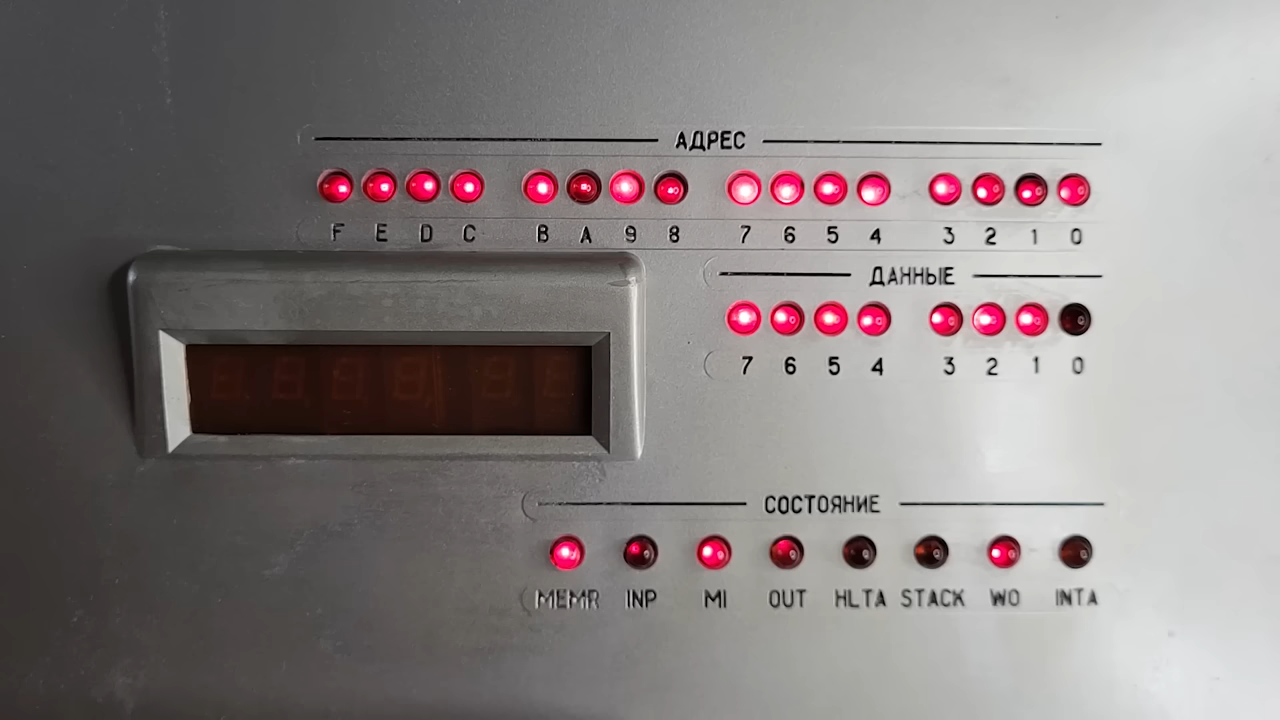 АДРЕС
F E D C B A 9 8 7 6 5 4 3 2 1 0
ДАННЫЕ
7 6 5 4 3 2 1 0
СОСТОЯНИЕ
MEMR INP MI OUT HLTA STACK WO INTA